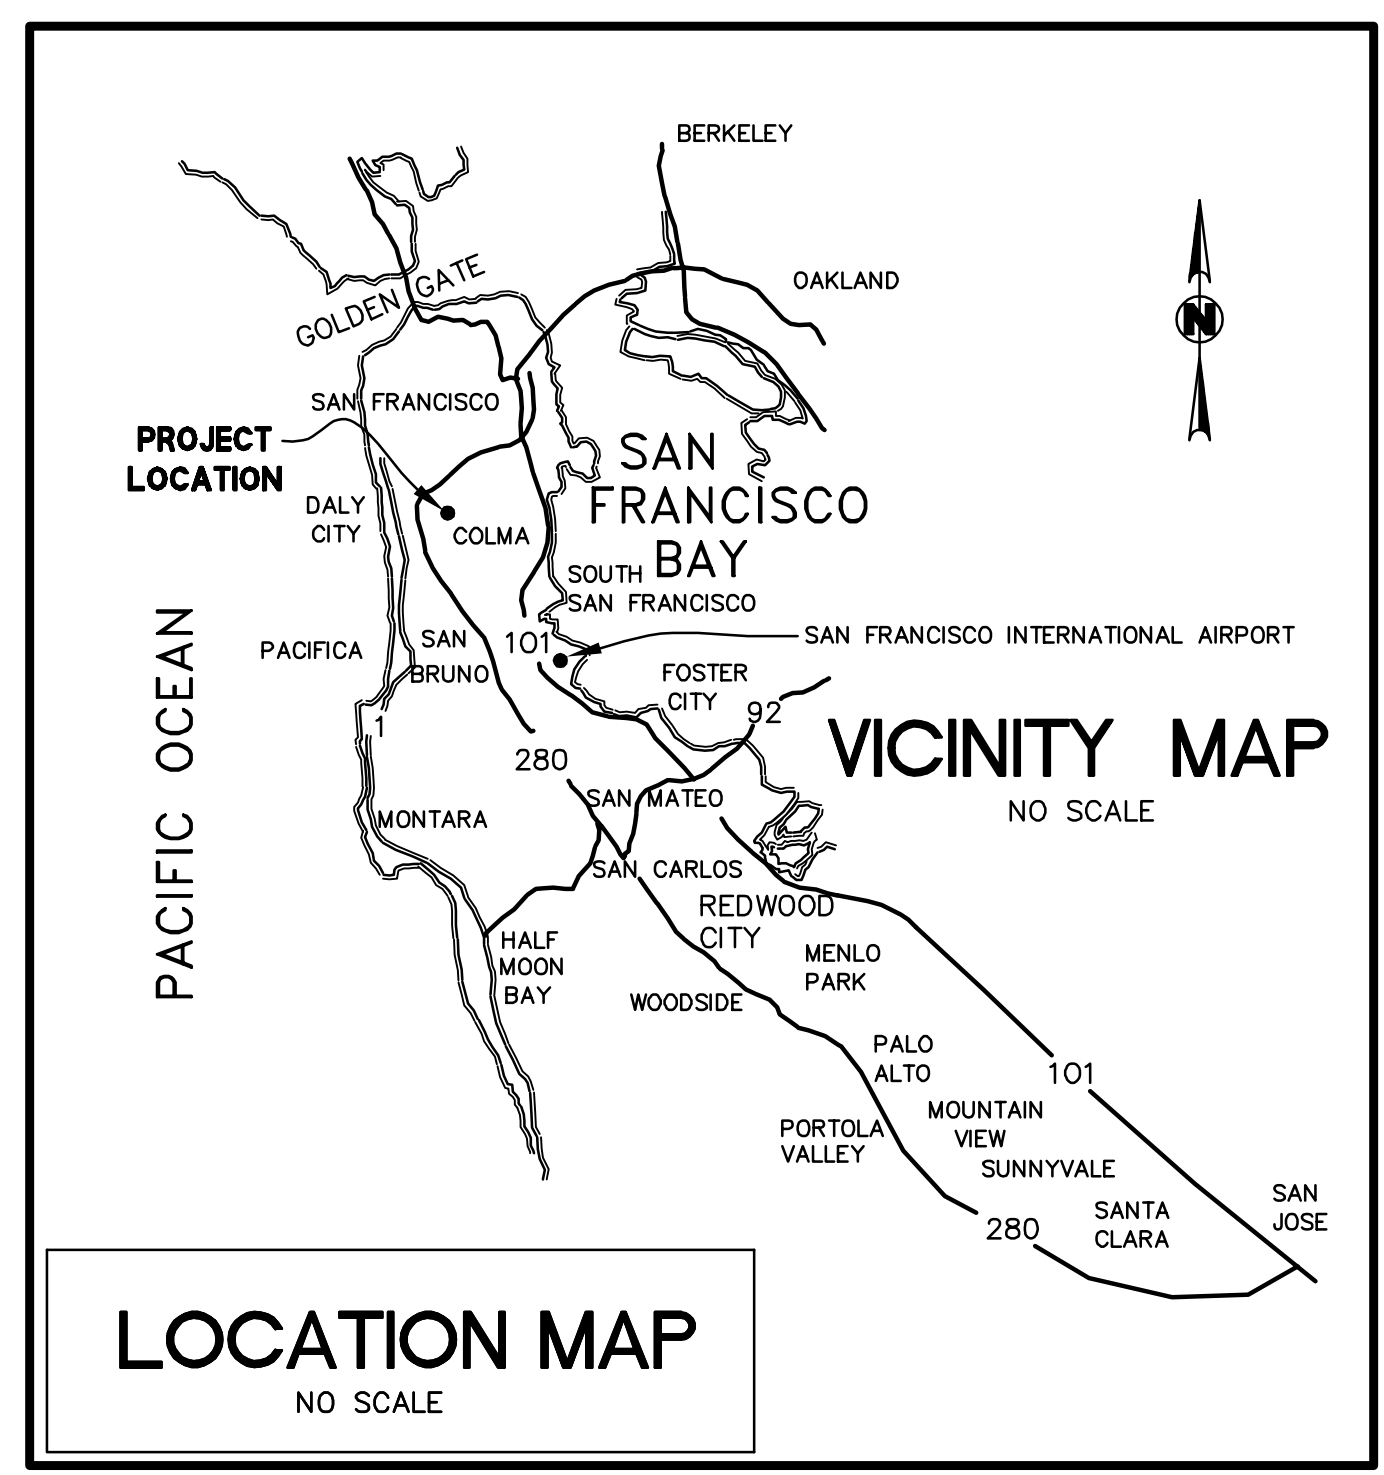 BERKELEY
OAKLAND
GOLDEN GATE
N
SAN FRANCISCO
PROJECT
LOCATION
SAN
FRANCISCO
BAY
DALY
CITY
COLMA
SOUTH
SAN FRANCISCO
101
SAN FRANCISCO INTERNATIONAL AIRPORT
PACIFICA
SAN
BRUNO
FOSTER
CITY
92
1
PACIFIC OCEAN
VICINITY MAP
NO SCALE
280
SAN MATEO
MONTARA
SAN CARLOS
REDWOOD
CITY
HALF
MOON
BAY
MENLO
PARK
WOODSIDE
PALO
ALTO
101
MOUNTAIN
VIEW
PORTOLA
VALLEY
SUNNYVALE
SANTA
CLARA
SAN
JOSE
280
LOCATION MAP
NO SCALE